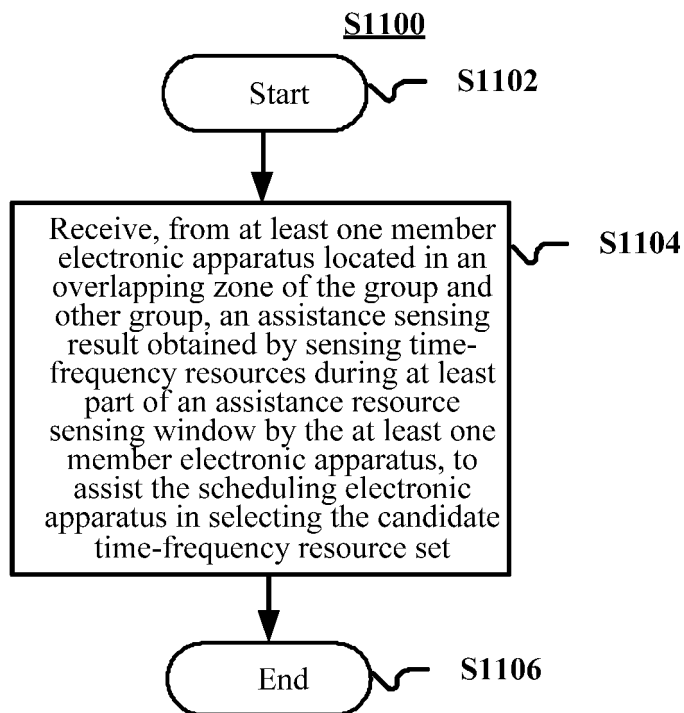 S1100
Start
S1102
Receive, from at least one member
electronic apparatus located in an
overlapping zone of the group and
other group, an assistance sensing
result obtained by sensing time-
frequency resources during at least
part of an assistance resource
sensing window by the at least one
member electronic apparatus, to
assist the scheduling electronic
apparatus in selecting the candidate
time-frequency resource set
S1104
End
S1106